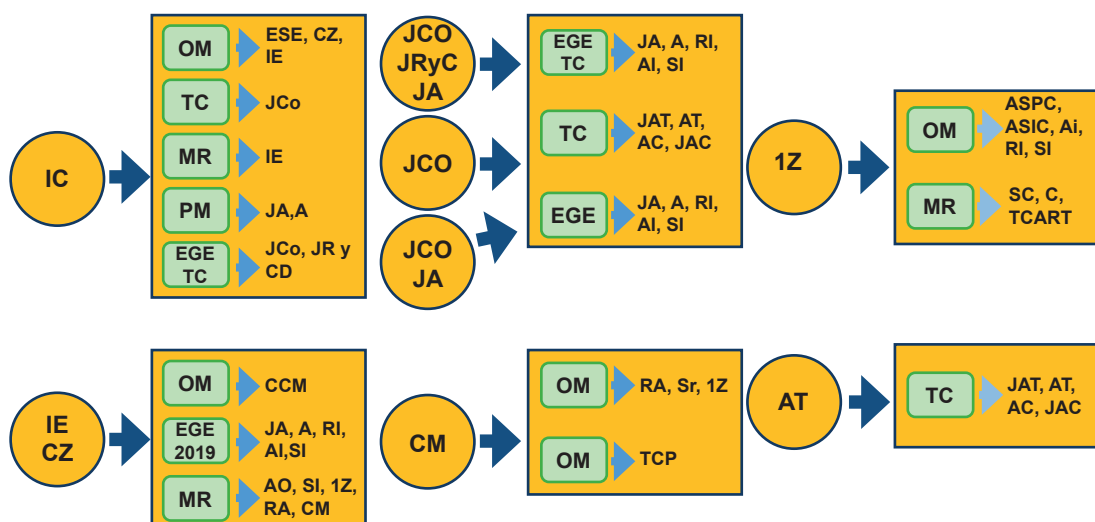 IC
OM
ESE, CZ,
IE
TC
JCo
MR
IE
PM
JA,A
EGE
TC
JCo, JR y
CD
JCO
JRyC
JA
JCO
JCO
JA
EGE
TC
JA, A, RI,
AI, SI
TC
JAT, AT,
AC, JAC
EGE
JA, A, RI,
AI, SI
1Z
OM
ASPC,
ASIC, Ai,
RI, SI
MR
SC, C,
TCART
IE
CZ
OM
CCM
EGE
2019
JA, A, RI,
AI,SI
MR
AO, SI, 1Z,
RA, CM
CM
OM
RA, Sr, 1Z
OM
TCP
AT
TC
JAT, AT,
AC, JAC